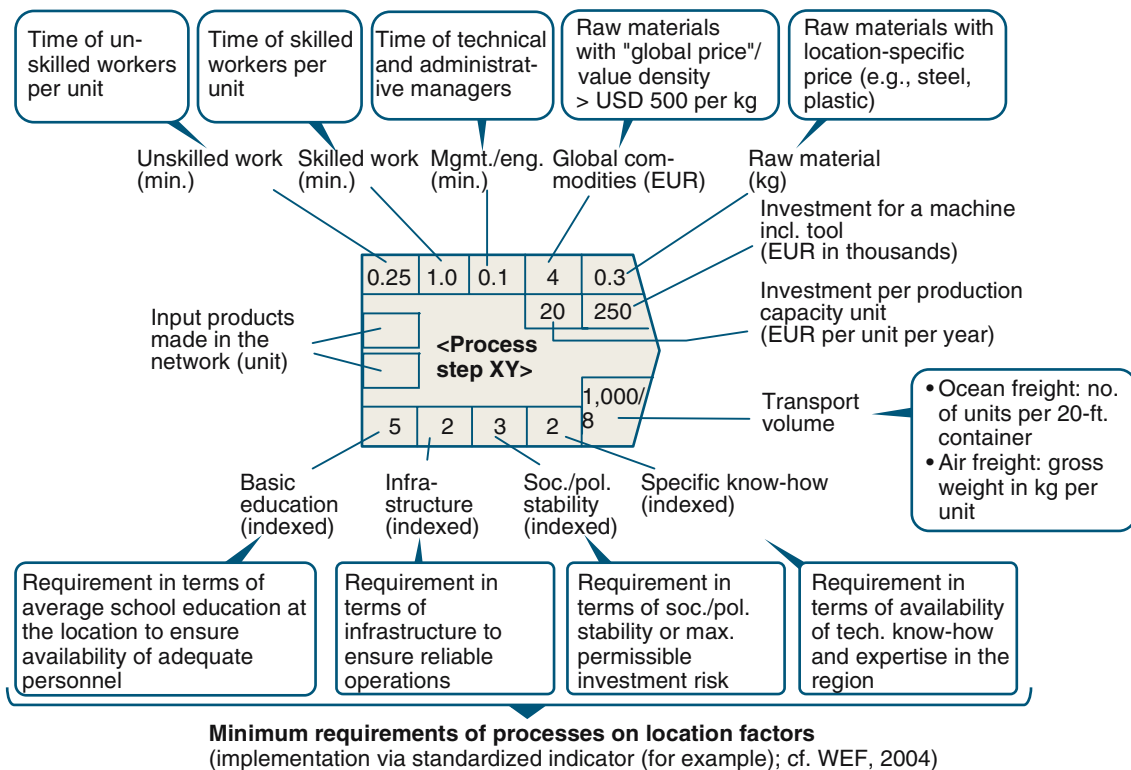 Time of un-
skilled workers
per unit
Time of skilled
workers per
unit
Time of technical
and administrat-
ive managers
Raw materials
with "global price"/
value density
> USD 500 per kg
Raw materials with
location-specific
price (e.g., steel,
plastic)
Unskilled work
(min.)
Skilled work
(min.)
Mgmt./eng.
(min.)
Global com-
modities (EUR)
Raw material
(kg)
Investment for a machine
incl. tool
(EUR in thousands)
Investment per production
capacity unit
(EUR per unit per year)
0.25 1.0 0.1 4 0.3
20 250
Input products
made in the
network (unit)
<Process
step XY>
1,000/
8
5 2 3 2
Transport
volume
• Ocean freight: no.
of units per 20-ft.
container
• Air freight: gross
weight in kg per
unit
Basic
education
(indexed)
Infra-
structure
(indexed)
Soc./pol.
stability
(indexed)
Specific know-how
(indexed)
Requirement in terms of
average school education at
the location to ensure
availability of adequate
personnel
Requirement in
terms of
infrastructure to
ensure reliable
operations
Requirement in
terms of soc./pol.
stability or max.
permissible
investment risk
Requirement in
terms of availability
of tech. know-how
and expertise in the
region
Minimum requirements of processes on location factors
(implementation via standardized indicator (for example); cf. WEF, 2004)